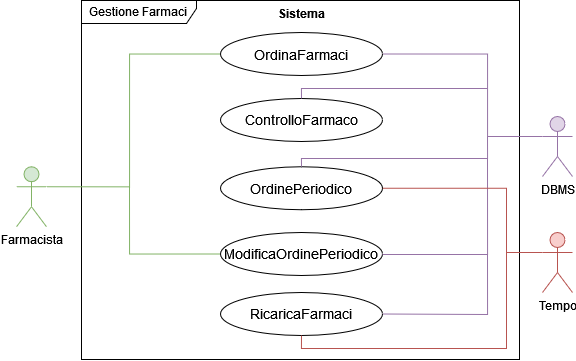 Gestione Farmaci
Sistema
OrdinaFarmaci
ControlloFarmaco
OrdinePeriodico
ModificaOrdinePeriodico
RicaricaFarmaci
Farmacista
DBMS
Tempo